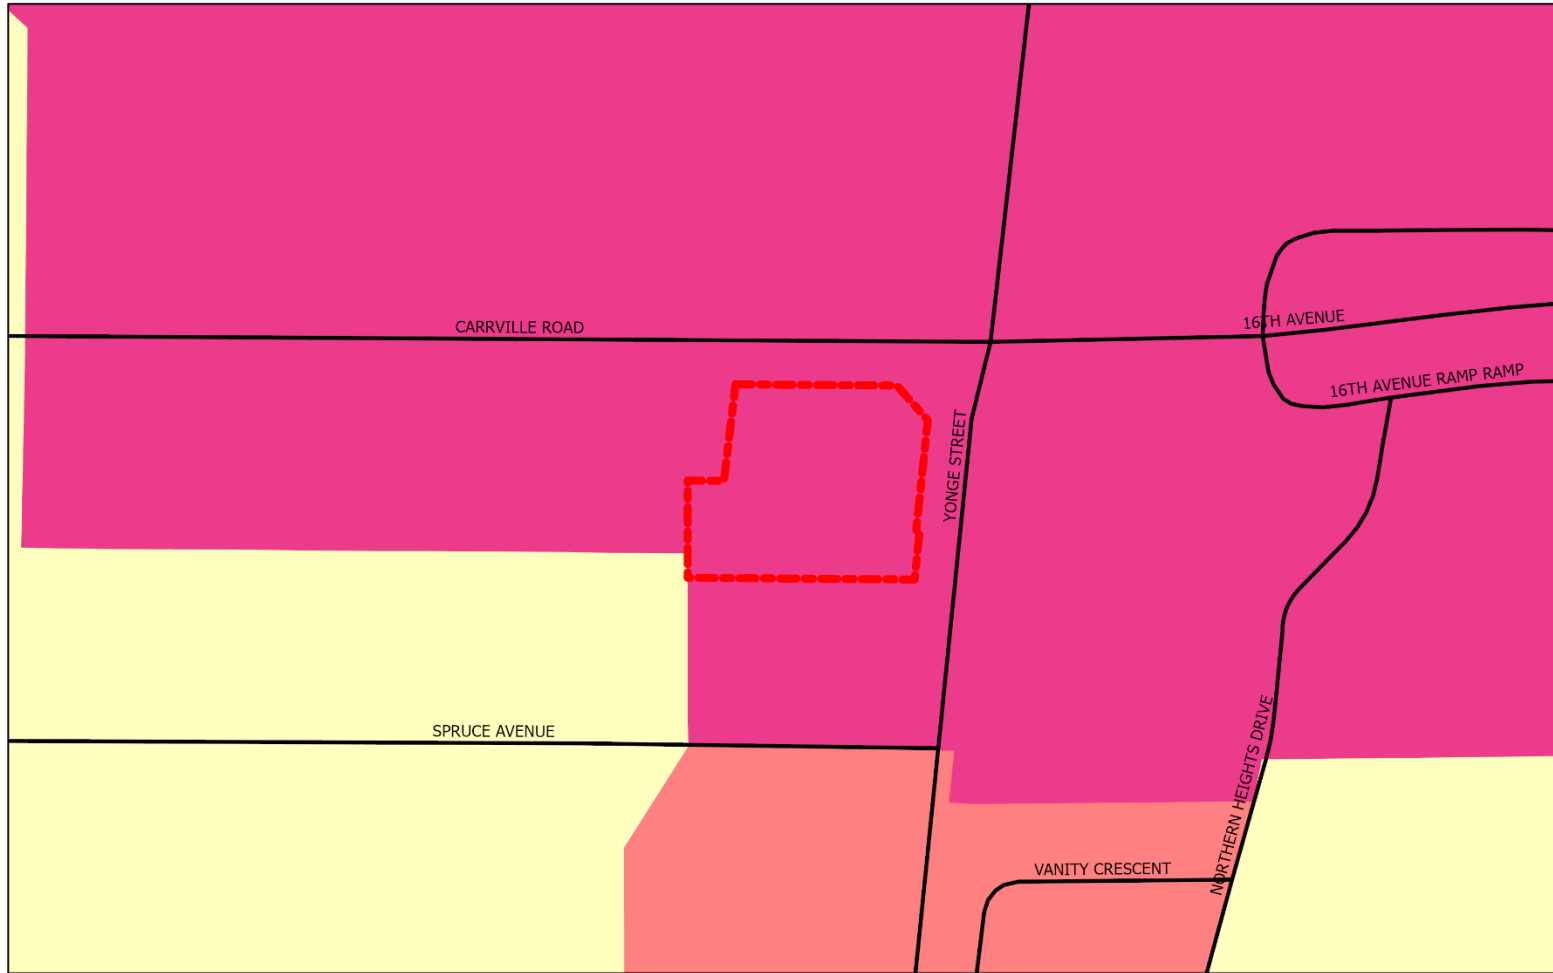 16TH AVENUE
CARRVILLE ROAD
16TH AVENUE RAMP RAMP
YONGE STREET
SPRUCE AVENUE
NORTHERN HEIGHTS DRIVE
VANITY CRESCENT